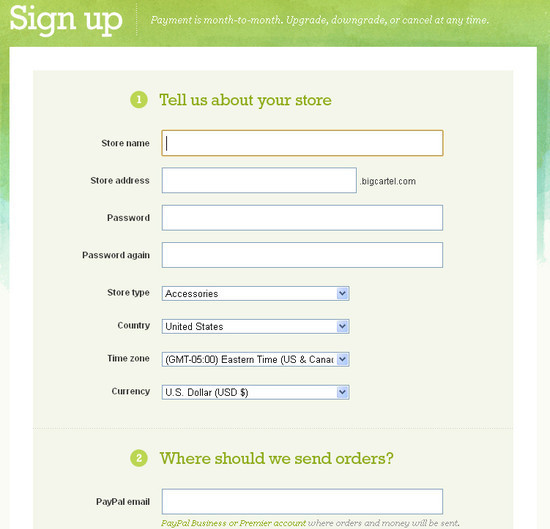 Sign up
Payment is month-to-month. Upgrade, downgrade, or cancel at any time.
1 Tell us about your store
Store name
Store address .bigcartel.com
Password
Password again
Store type Accessories
Country United States
Time zone (GMT-05:00) Eastern Time (US & Canac
Currency U.S. Dollar (USD $)
2 Where should we send orders?
PayPal email
PayPal Business or Premier account where orders and money will be sent.